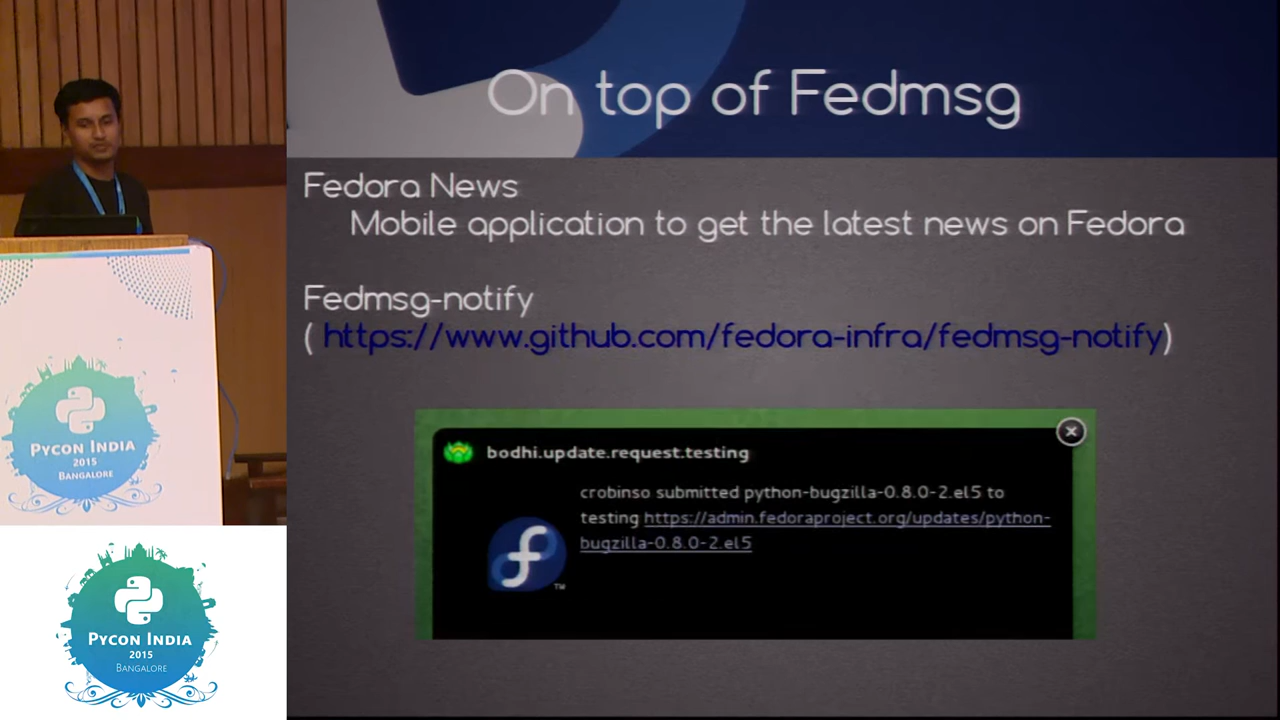 On top of Fedmsg
Fedora News
Mobile application to get the latest news on Fedora
Fedmsg-notify
( https://www.github.com/fedora-infra/fedmsg-notify)
bodhi.update.request.testing
crobinso submitted python-bugzilla-0.8.0-2.el5 to
testing https://admin.fedoraproject.org/updates/python-
bugzilla-0.8.0-2.el5
TM
PYCON INDIA
2015
BANGALORE
PYCON INDIA
2015
BANGALORE